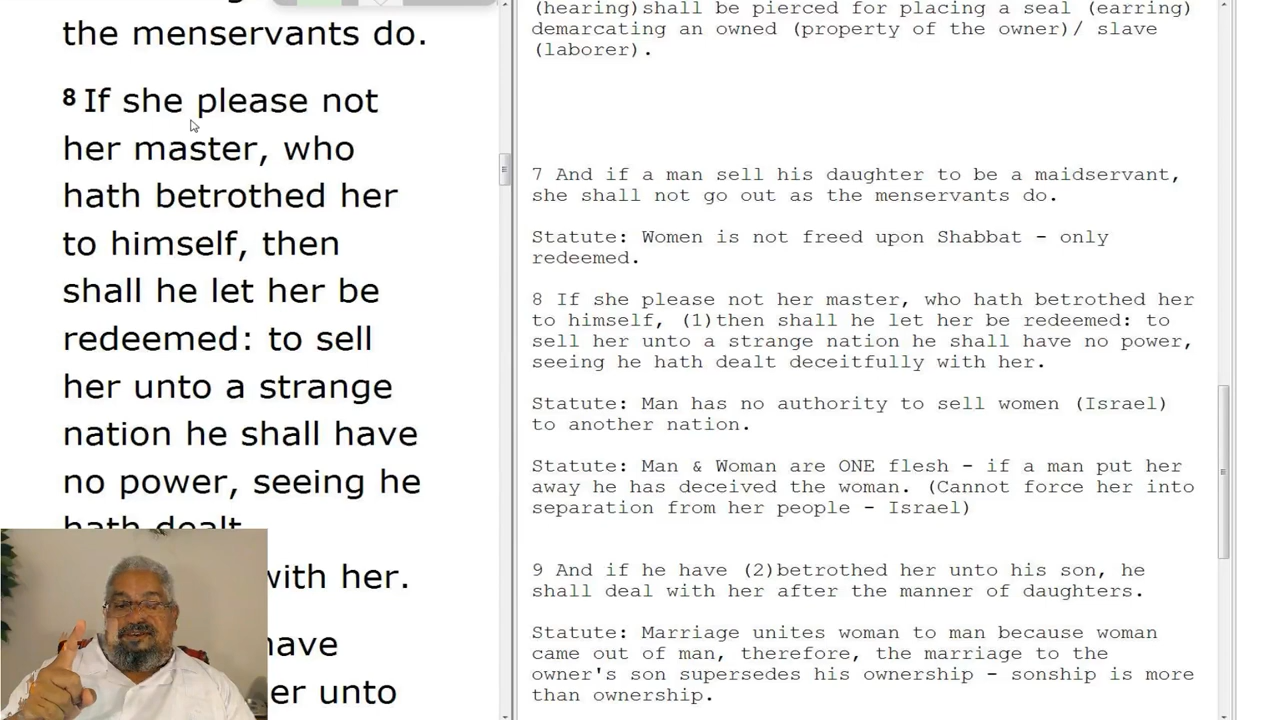 the menservants do.
8 If she please not
her master, who
hath betrothed her
to himself, then
shall he let her be
redeemed: to sell
her unto a strange
nation he shall have
no power, seeing he
hath dealt
with her.
have
er unto
(hearing)shall be pierced for placing a seal (earring)
demarcating an owned (property of the owner)/ slave
(laborer).
7 And if a man sell his daughter to be a maidservant,
she shall not go out as the menservants do.
Statute: Women is not freed upon Shabbat - only
redeemed.
8 If she please not her master, who hath betrothed her
to himself, (1)then shall he let her be redeemed: to
sell her unto a strange nation he shall have no power,
seeing he hath dealt deceitfully with her.
Statute: Man has no authority to sell women (Israel)
to another nation.
Statute: Man & Woman are ONE flesh - if a man put her
away he has deceived the woman. (Cannot force her into
separation from her people - Israel)
9 And if he have (2)betrothed her unto his son, he
shall deal with her after the manner of daughters.
Statute: Marriage unites woman to man because woman
came out of man, therefore, the marriage to the
owner's son supersedes his ownership - sonship is more
than ownership.